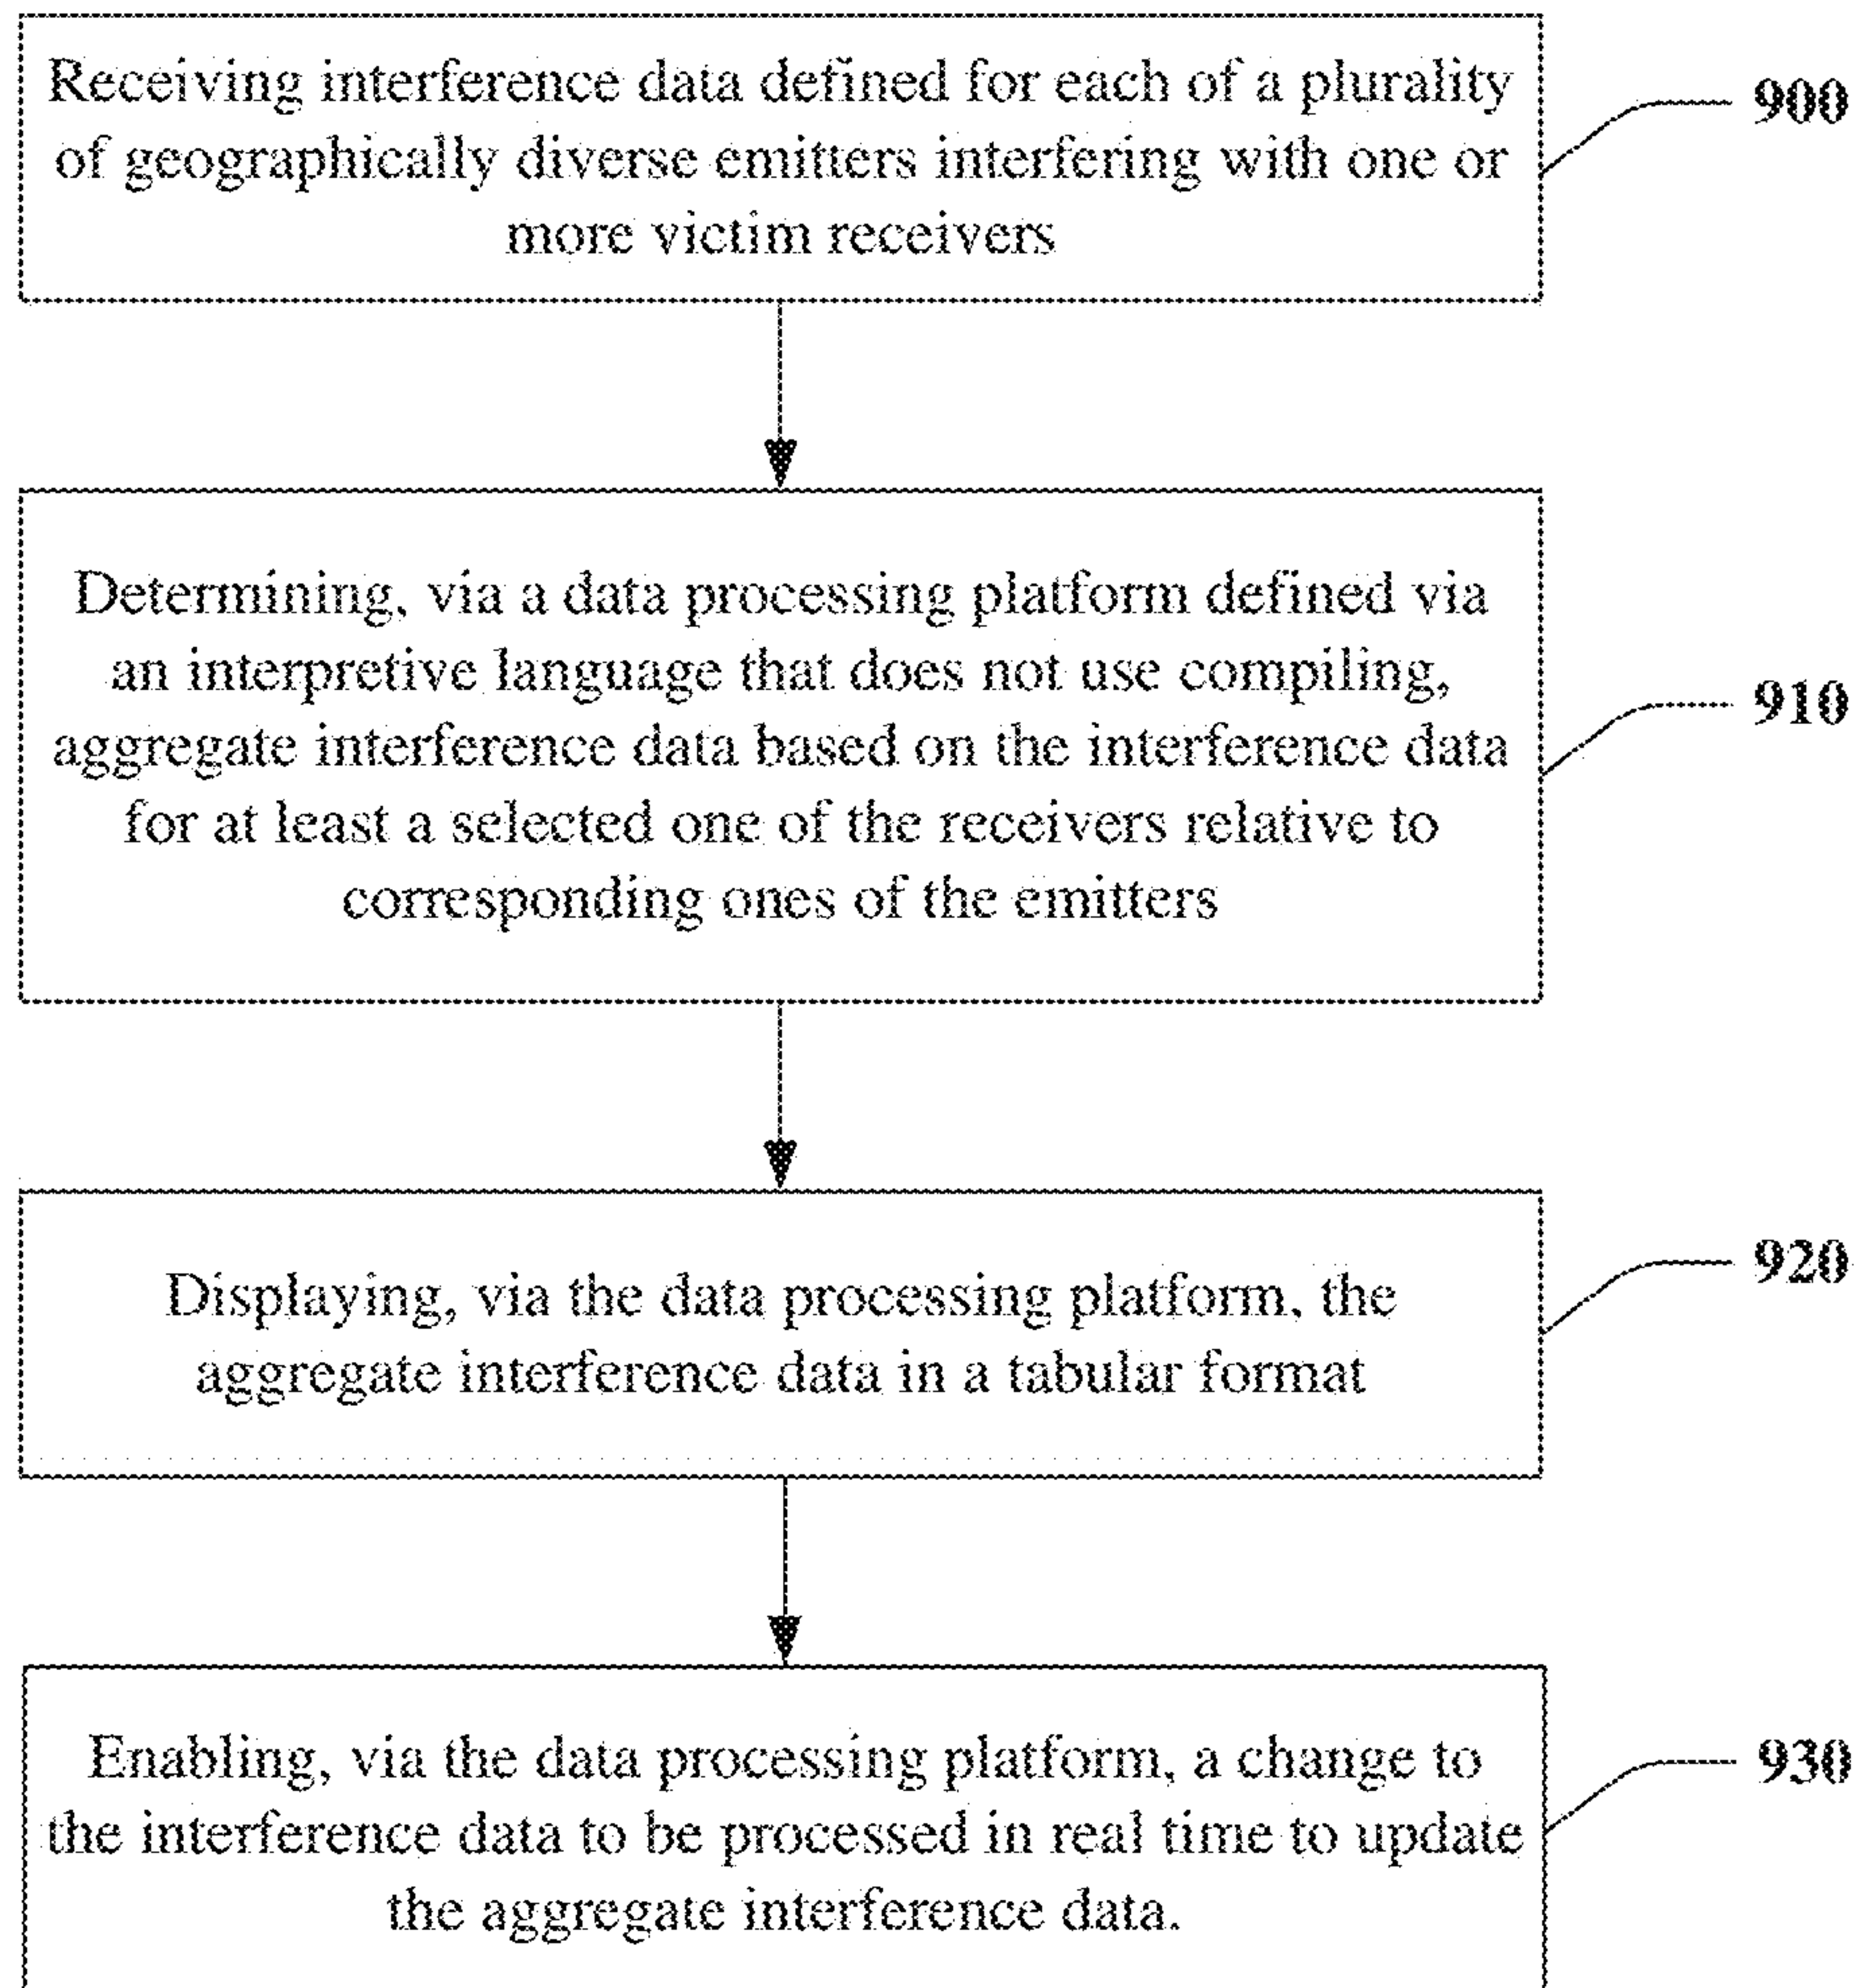 Receiving interference data defined for each of a plurality
of geographically diverse emitters interfering with one or
more victim receivers
900
Determining, via a data processing platform defined via
an interpretive language that does not use compiling,
aggregate interference data based on the interference data
for at least a selected one of the receivers relative to
corresponding ones of the emitters
910
Displaying, via the data processing platform, the
aggregate interference data in a tabular format
920
Enabling, via the data processing platform, a change to
the interference data to be processed in real time to update
the aggregate interference data.
930